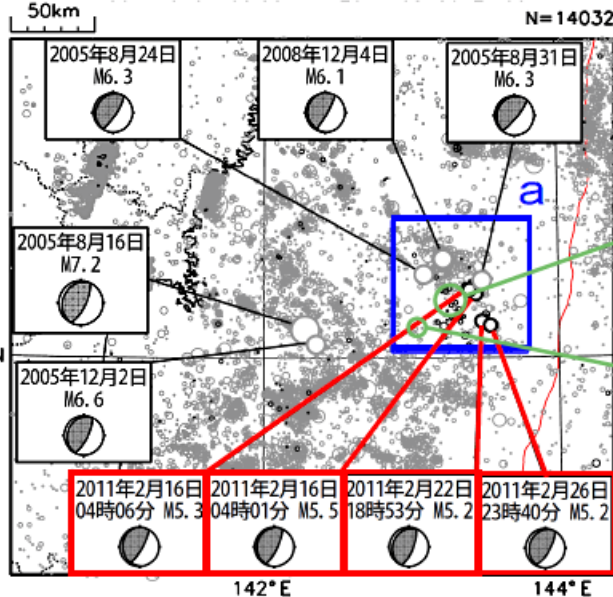 50km
N=14032
2005年8月24日
M6.3
2008年12月4日
M6.1
2005年8月31日
M6.3
a
2005年8月16日
M7.2
2005年12月2日
M6.6
2011年2月16日
04時06分 M5.3
2011年2月16日
04時01分 M5.5
2011年2月22日
18時53分 M5.2
2011年2月26日
23時40分 M5.2
142°E
144°E